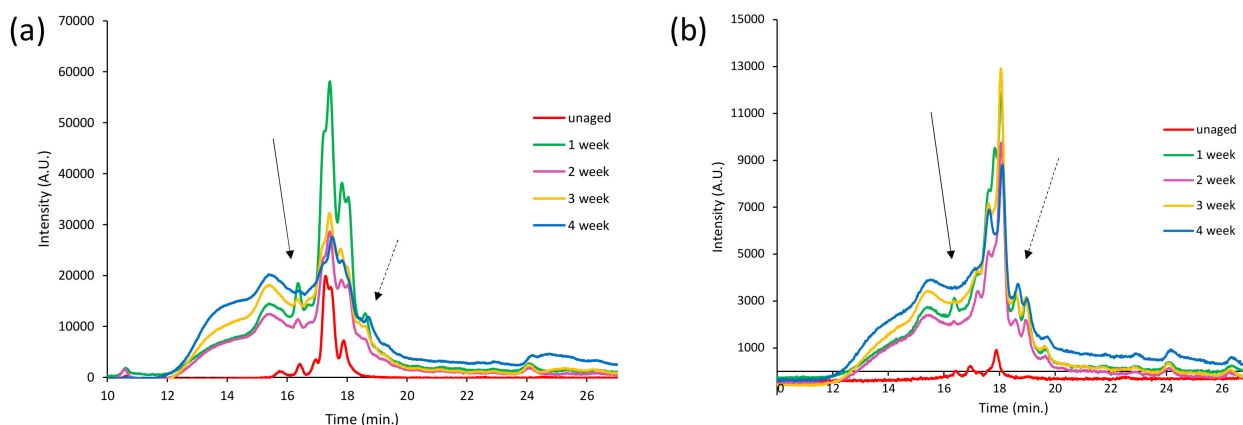 (a)
70000
60000
50000
40000
30000
20000
10000
0
Intensity (A.U.)
10 12 14 16 18 20 22 24 26
Time (min.)
unaged
1 week
2 week
3 week
4 week
(b)
15000
13000
11000
9000
7000
5000
3000
1000
Intensity (A.U.)
0 12 14 16 18 20 22 24 26
Time (min.)
unaged
1 week
2 week
3 week
4 week